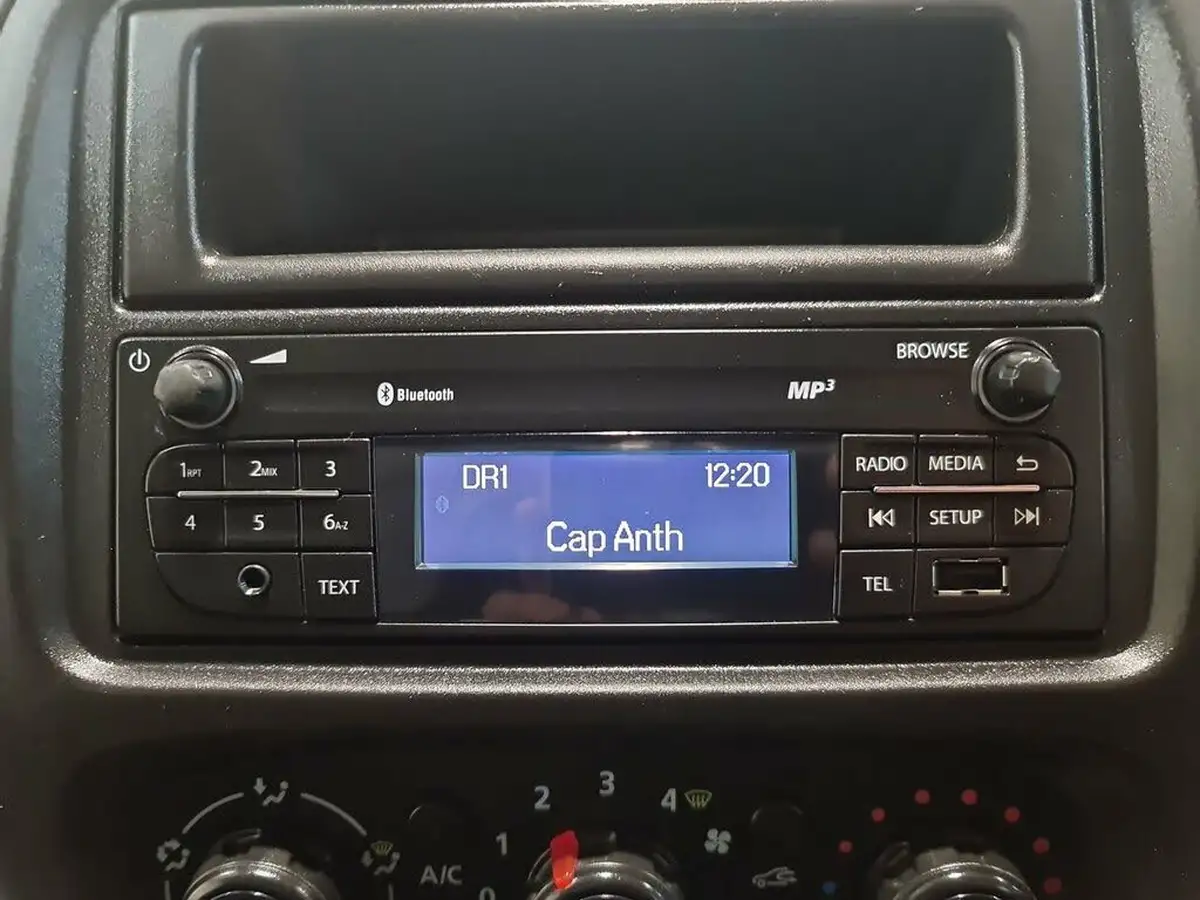 BROWSE
Bluetooth
MP3
1RPT 2MIX 3
RADIO MEDIA
DR1 12:20
4 5 6A-Z
SETUP
Cap Anth
TEXT
TEL
0 1 2 3 4
A/C